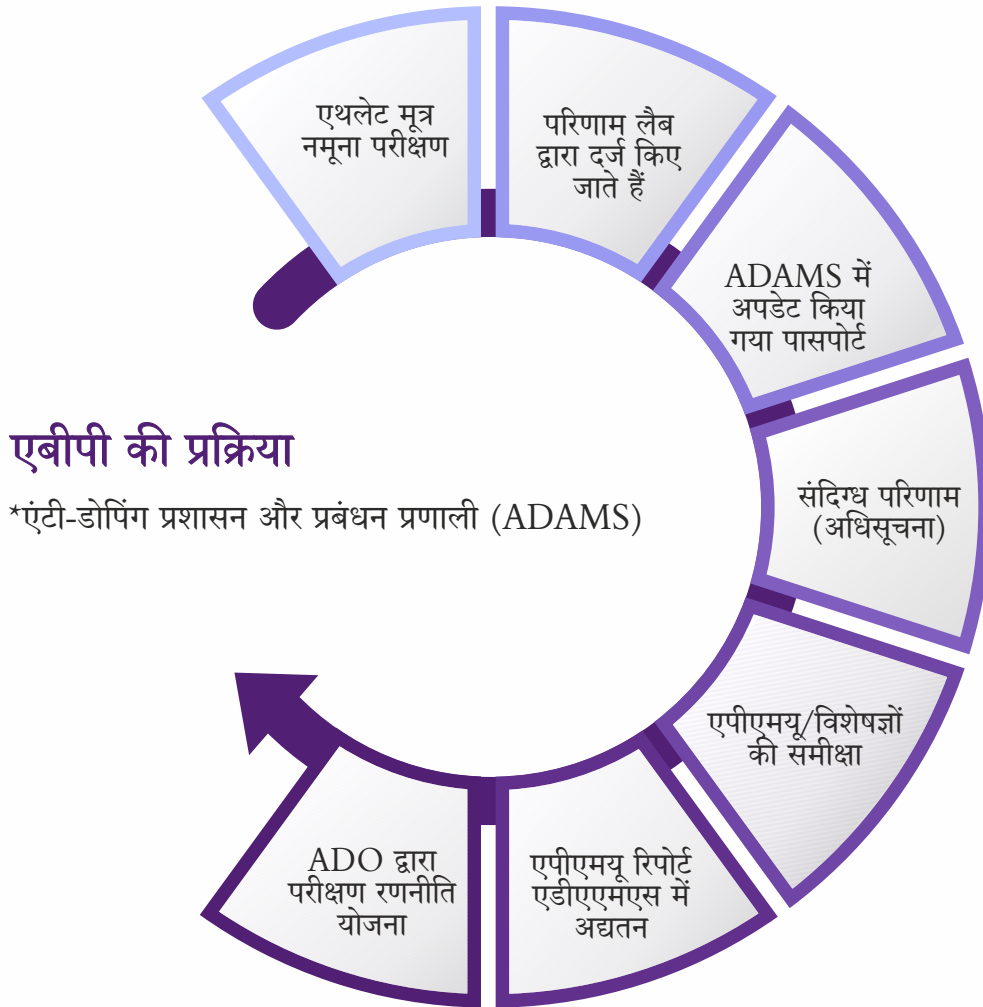 एथलेट मूत्र
नमूना परीक्षण
परिणाम लैब
द्वारा दर्ज किए
जाते हैं
ADAMS में
अपडेट किया
गया पासपोर्ट
संदिग्ध परिणाम
(अधिसूचना)
एपीएमयू/विशेषज्ञों
की समीक्षा
एपीएमयू रिपोर्ट
एडीएएमएस में
अद्यतन
ADO द्वारा
परीक्षण रणनीति
योजना
एबीपी की प्रक्रिया
*एंटी-डोपिंग प्रशासन और प्रबंधन प्रणाली (ADAMS)